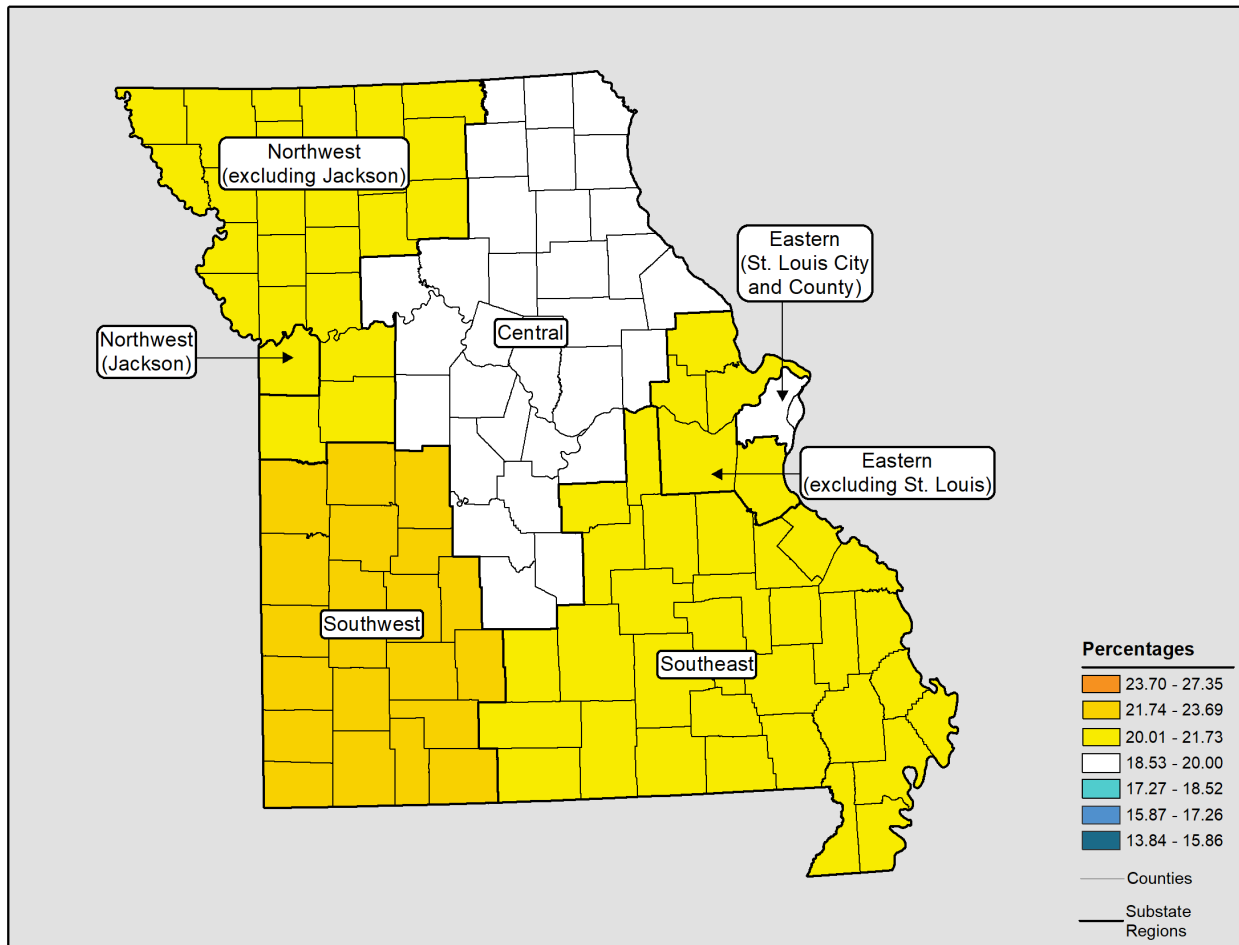 Northwest
(excluding Jackson)
Eastern
(St. Louis City
and County)
Northwest
(Jackson)
Central
Eastern
(excluding St. Louis)
Southwest
Southeast
Percentages
23.70 - 27.35
21.74 - 23.69
20.01 - 21.73
18.53 - 20.00
17.27 - 18.52
15.87 - 17.26
13.84 - 15.86
Counties
Substate
Regions